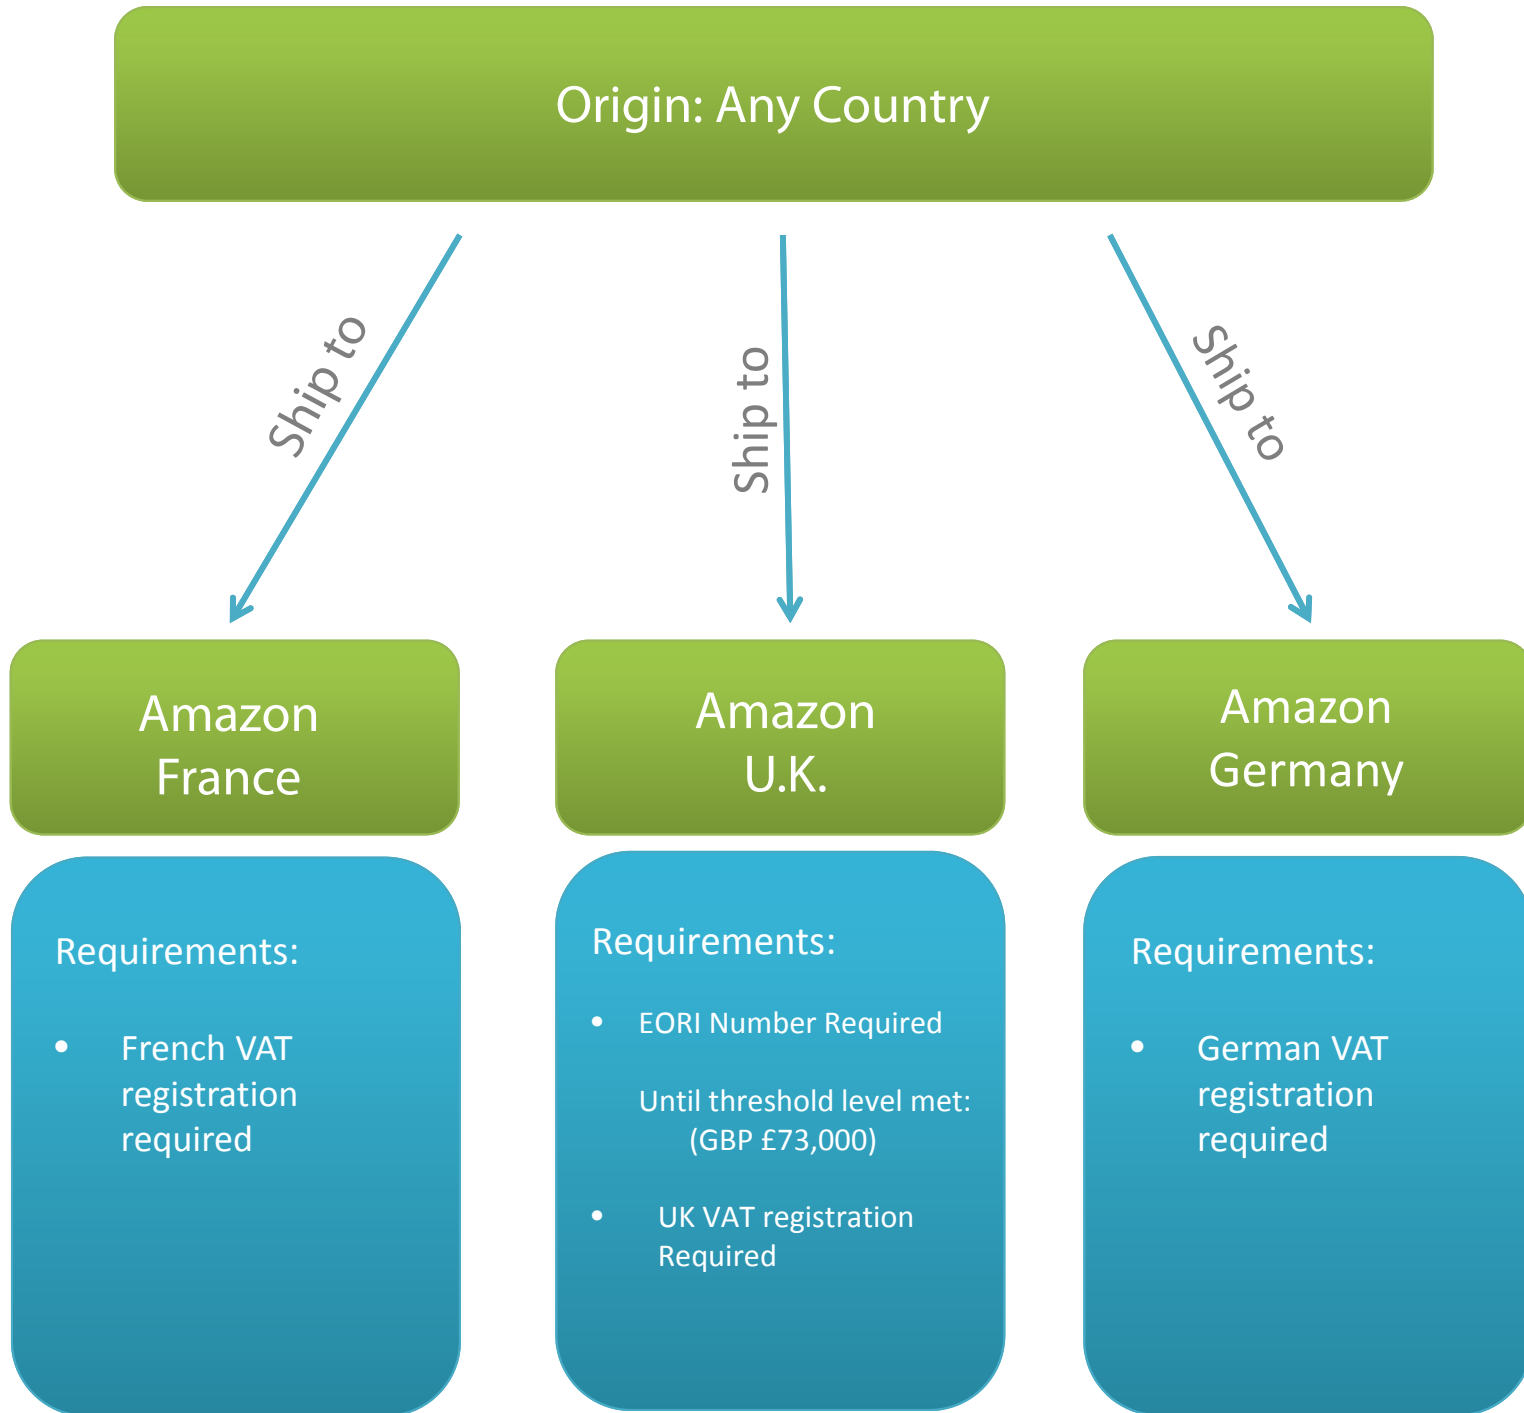 Origin: Any Country
Ship to
Ship to
Ship to
Amazon
France
Amazon
U.K.
Amazon
Germany
Requirements:
• French VAT
registration
required
Requirements:
• EORI Number Required
Until threshold level met:
(GBP £73,000)
• UK VAT registration
Required
Requirements:
• German VAT
registration
required